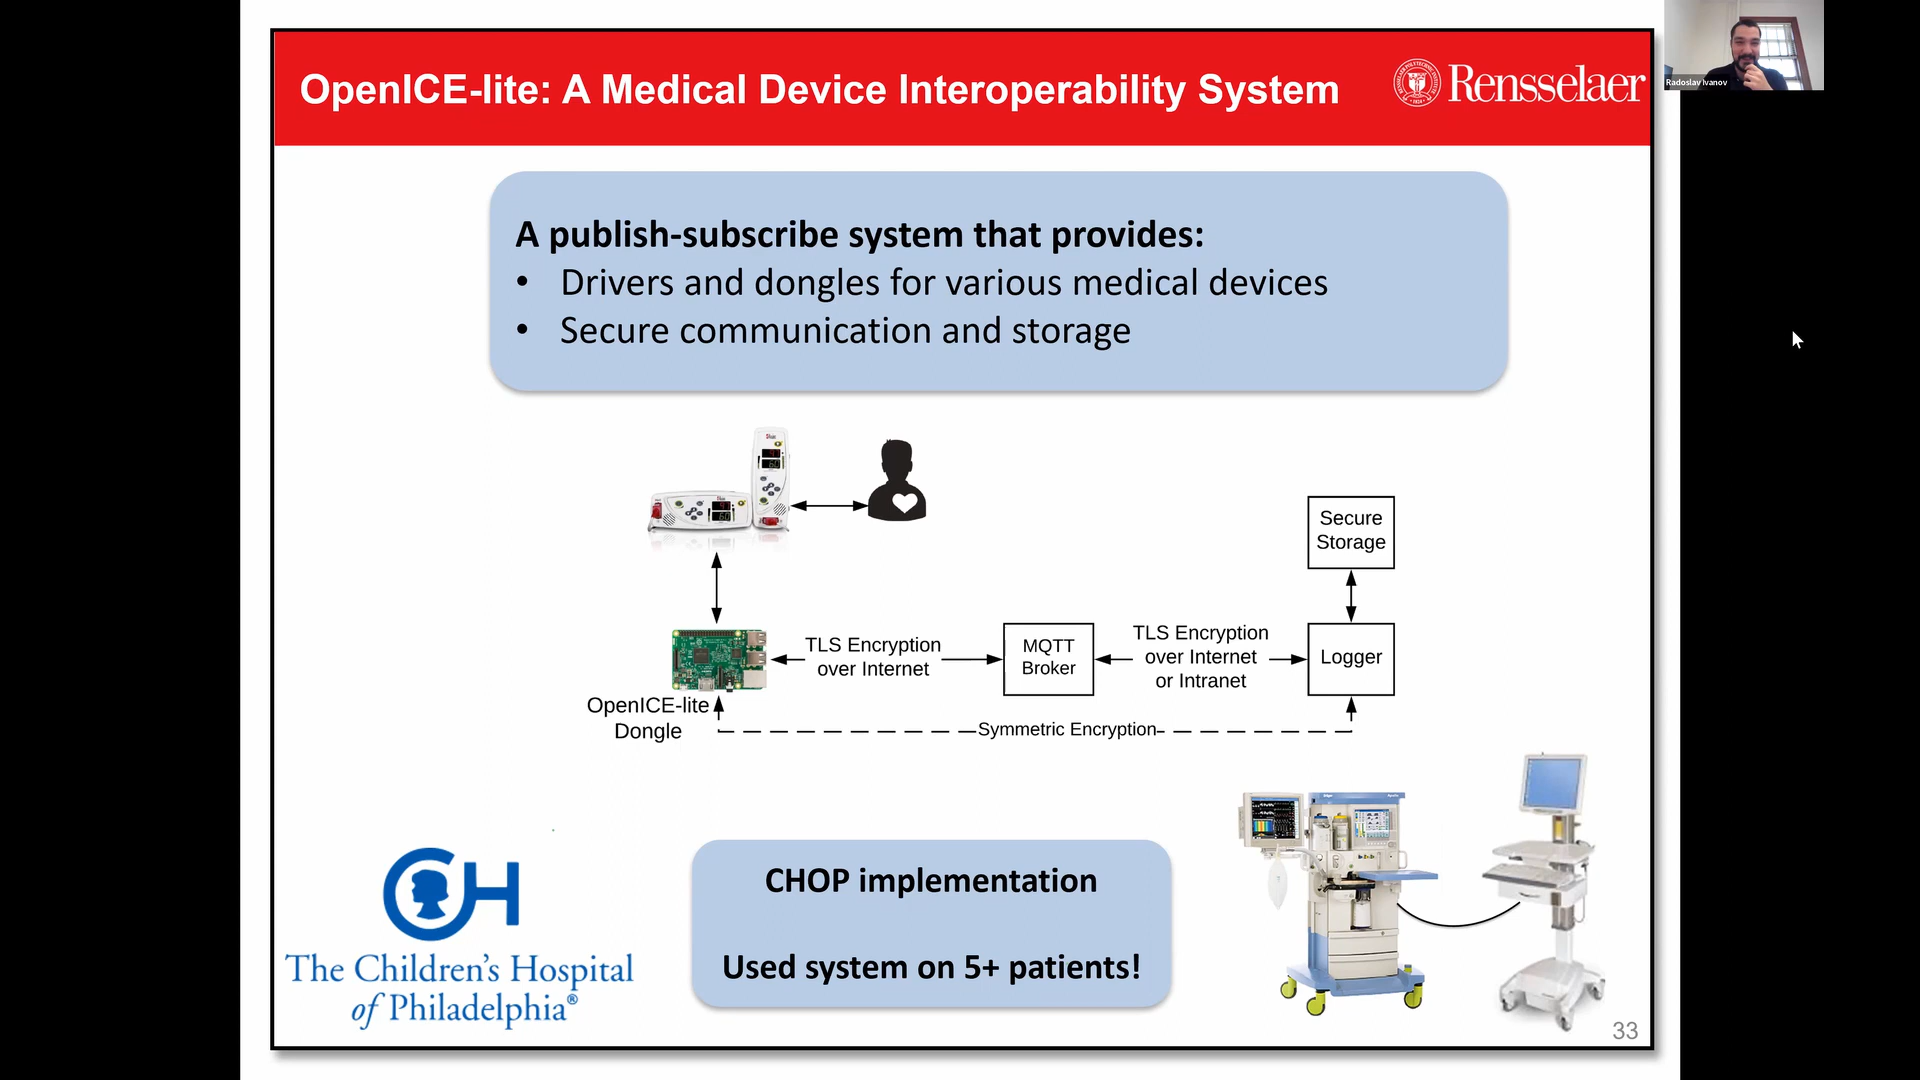 OpenICE-lite: A Medical Device Interoperability System
Rensselaer
Radoslav Ivanov
A publish-subscribe system that provides:
• Drivers and dongles for various medical devices
• Secure communication and storage
Secure
Storage
TLS Encryption
over Internet
MQTT
Broker
TLS Encryption
over Internet
or Intranet
Logger
OpenICE-lite
Dongle
Symmetric Encryption
CHOP implementation
Used system on 5+ patients!
CH
The Children's Hospital
of Philadelphia®
33